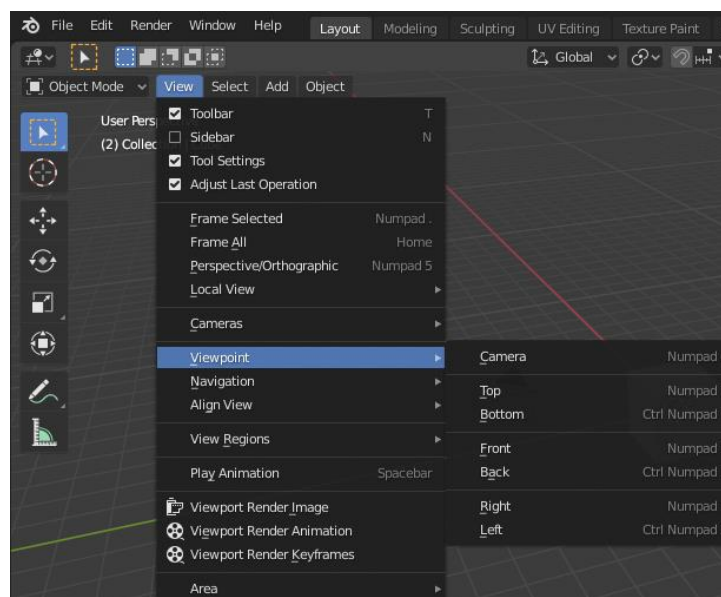 File Edit Render Window Help Layout Modeling Sculpting UV Editing Texture Paint
Global
Object Mode View Select Add Object
User Pers
(2) Collec
Toolbar T
Sidebar N
Tool Settings
Adjust Last Operation
Frame Selected Numpad .
Frame All Home
Perspective/Orthographic Numpad 5
Local View
Cameras
Viewpoint
Navigation
Align View
View Regions
Play Animation Spacebar
Viewport Render Image
Viewport Render Animation
Viewport Render Keyframes
Area
Camera Numpad
Top Numpad
Bottom Ctrl Numpad
Front Numpad
Back Ctrl Numpad
Right Numpad
Left Ctrl Numpad